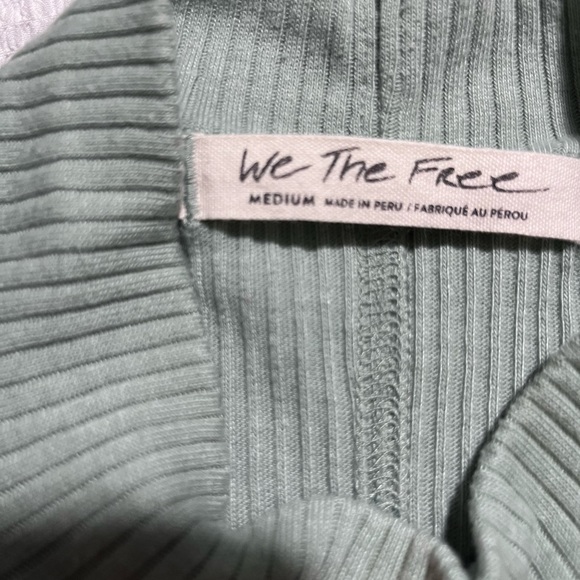 We The Free
MEDIUM MADE IN PERU / FABRIQUÉ AU PÉROU